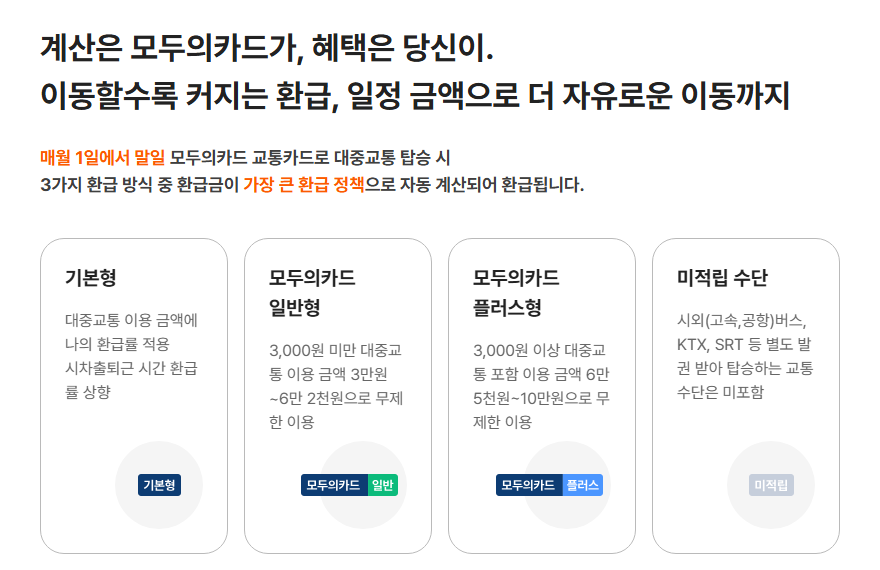 계산은 모두의카드가, 혜택은 당신이.
이동할수록 커지는 환급, 일정 금액으로 더 자유로운 이동까지
매월 1일에서 말일 모두의카드 교통카드로 대중교통 탑승 시
3가지 환급 방식 중 환급금이 가장 큰 환급 정책으로 자동 계산되어 환급됩니다.
기본형
대중교통 이용 금액에
나의 환급률 적용
시차출퇴근 시간 환급
률 상향
기본형
모두의카드
일반형
3,000원 미만 대중교
통 이용 금액 3만원
~6만 2천원으로 무제
한 이용
모두의카드 일반
모두의카드
플러스형
3,000원 이상 대중교
통 포함 이용 금액 6만
5천원~10만원으로 무
제한 이용
모두의카드 플러스
미적립 수단
시외(고속,공항)버스,
KTX, SRT 등 별도 발
권 받아 탑승하는 교통
수단은 미포함
미적립